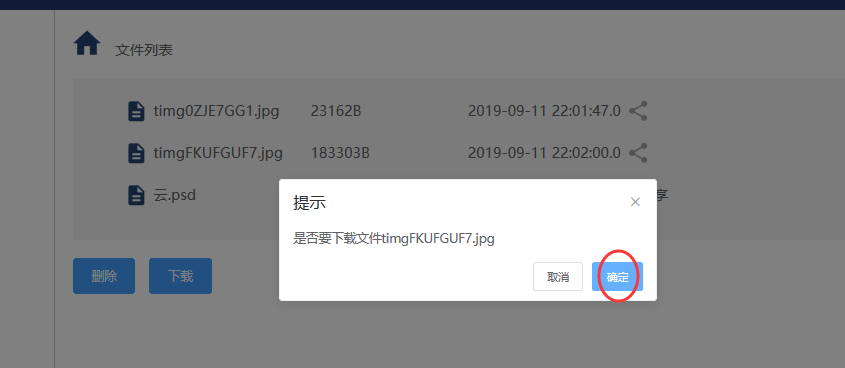 文件列表
timg0ZJE7GG1.jpg 23162B 2019-09-11 22:01:47.0
timgFKUFGUF7.jpg 183303B 2019-09-11 22:02:00.0
云.psd 享
提示
是否要下载文件timgFKUFGUF7.jpg
取消 确定
删除 下载